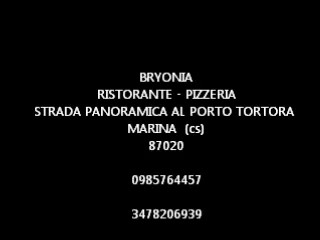 BRYONIA
RISTORANTE - PIZZERIA
STRADA PANORAMICA AL PORTO TORTORA
MARINA (cs)
87020
0985764457
3478206939